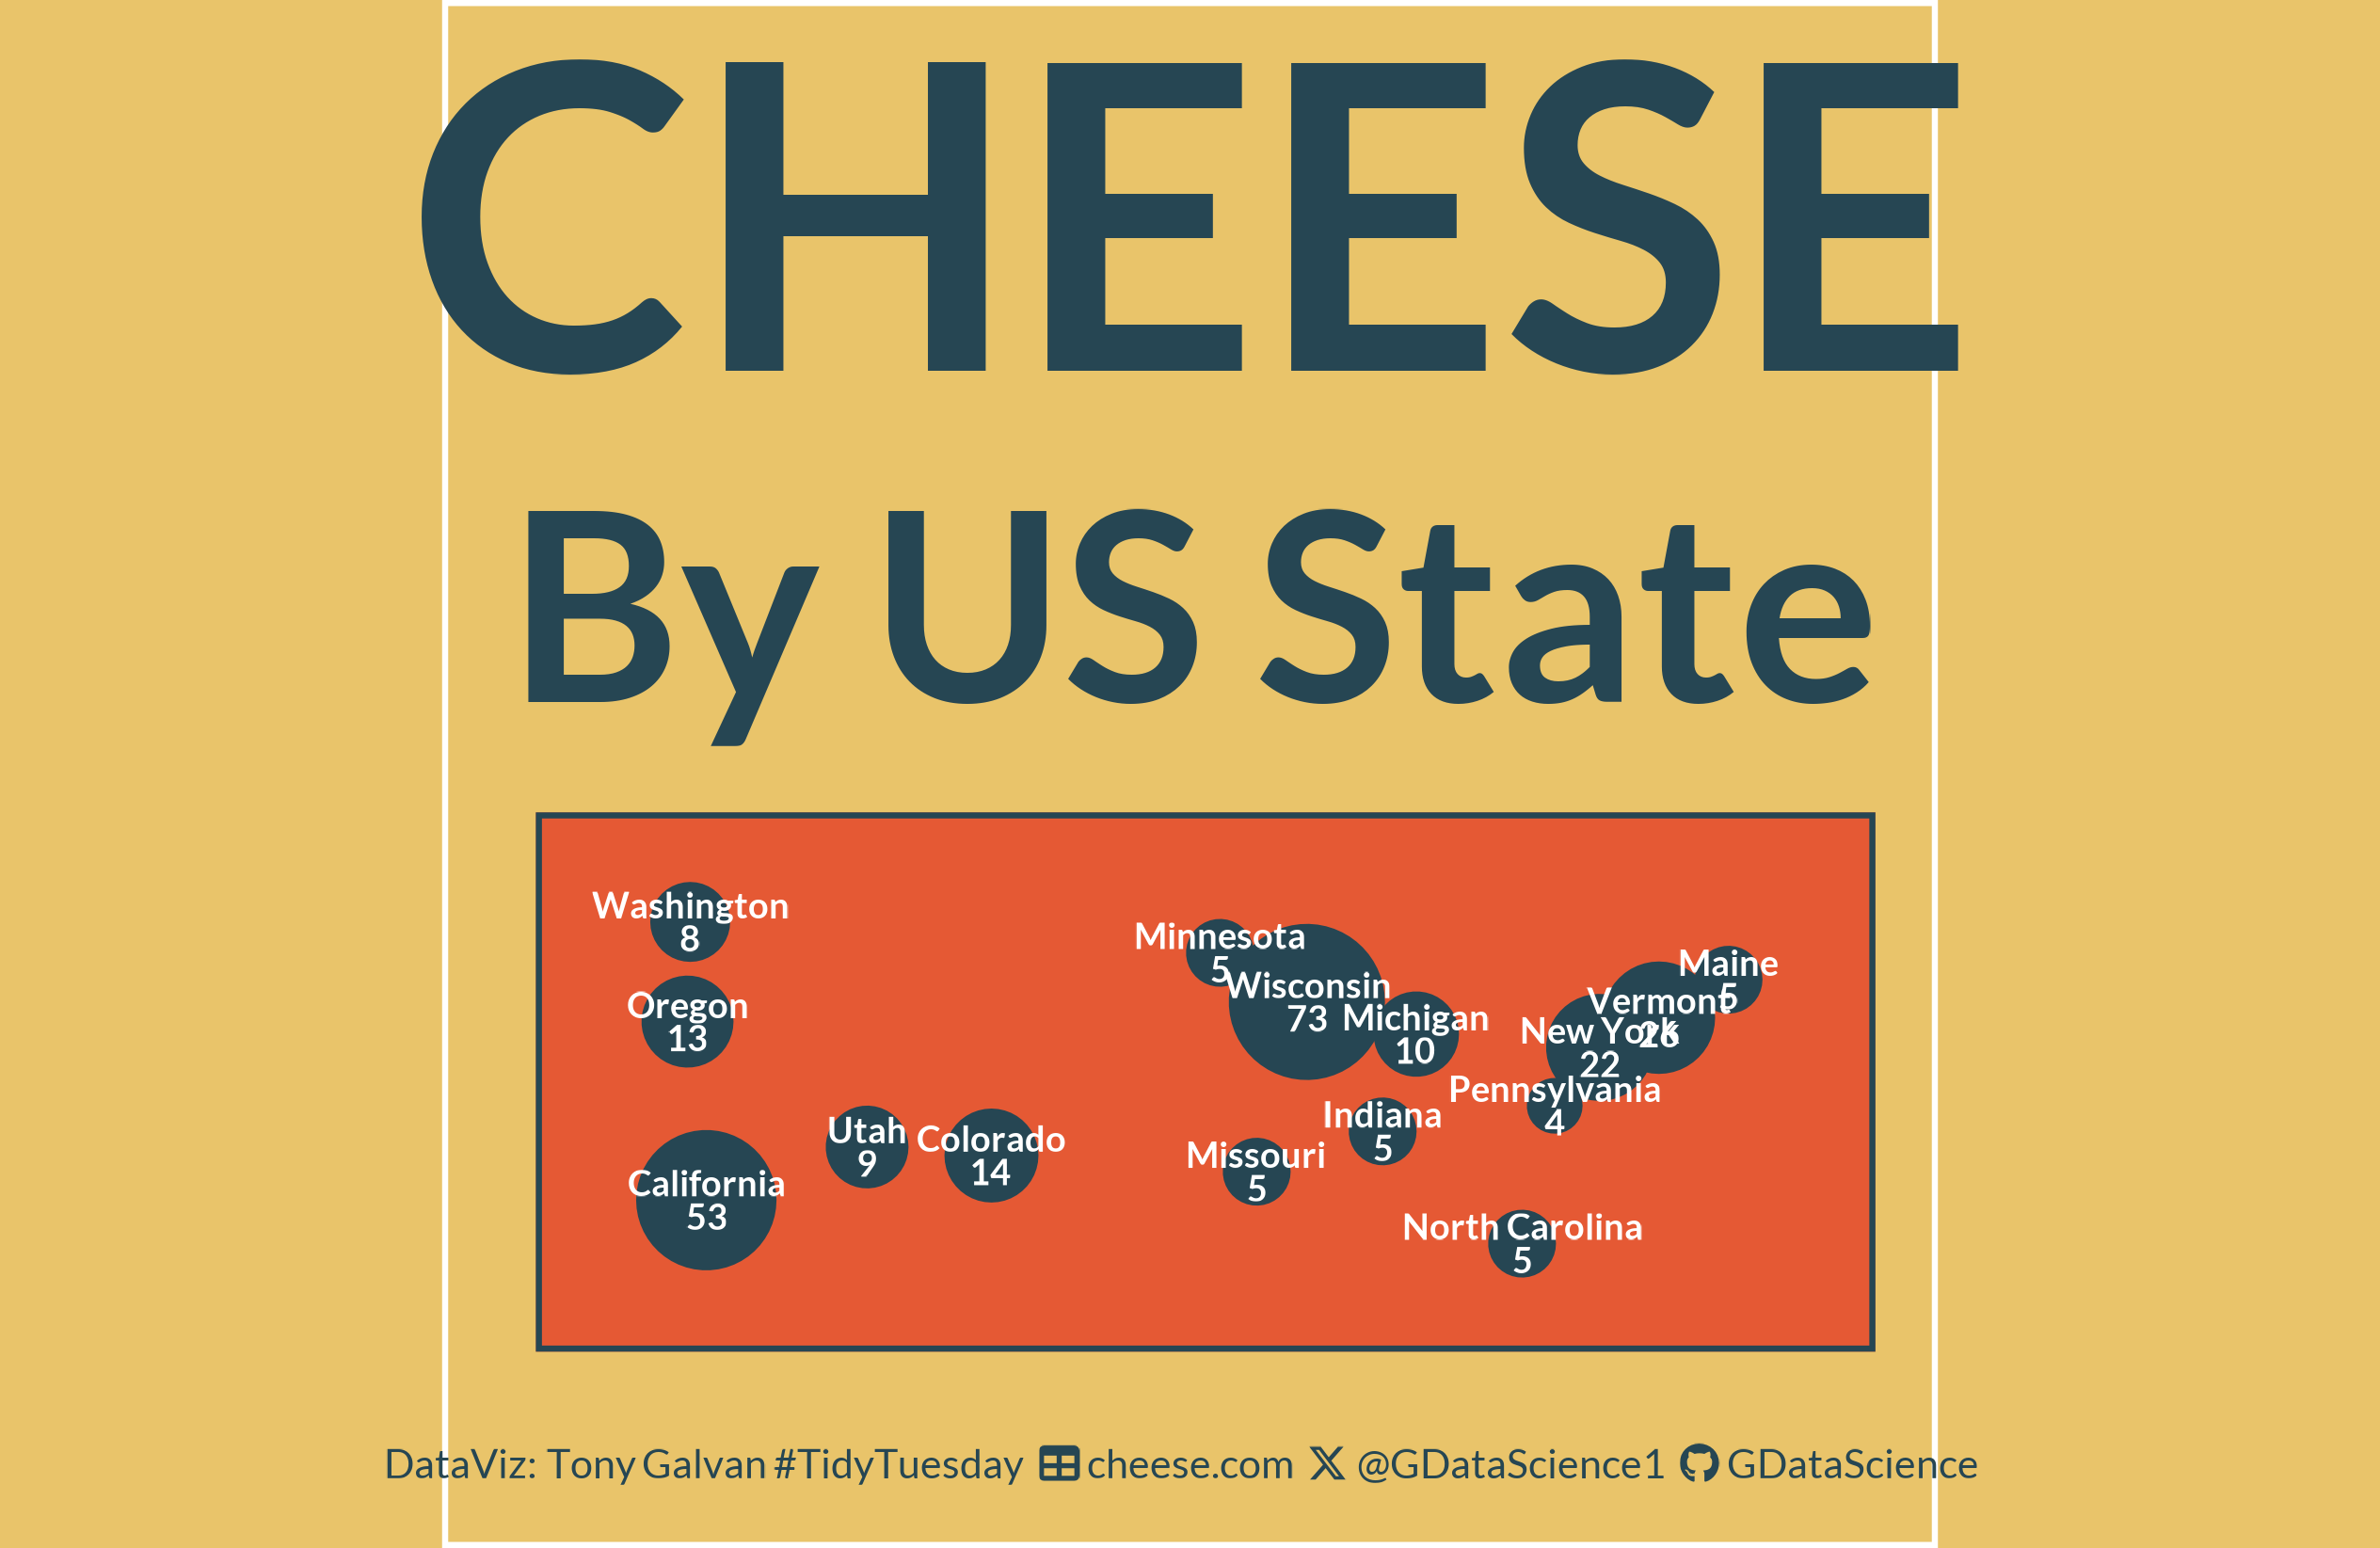 CHEESE
By US State
Washington
8
Oregon
13
California
53
Utah
9
Colorado
14
Minnesota
5
Wisconsin
73
Michigan
10
Indiana
5
Missouri
5
North Carolina
5
Pennsylvania
4
New York
22
Vermont
26
Maine
5
DataViz: Tony Galvan #TidyTuesday cheese.com @GDataScience1 GDataScience